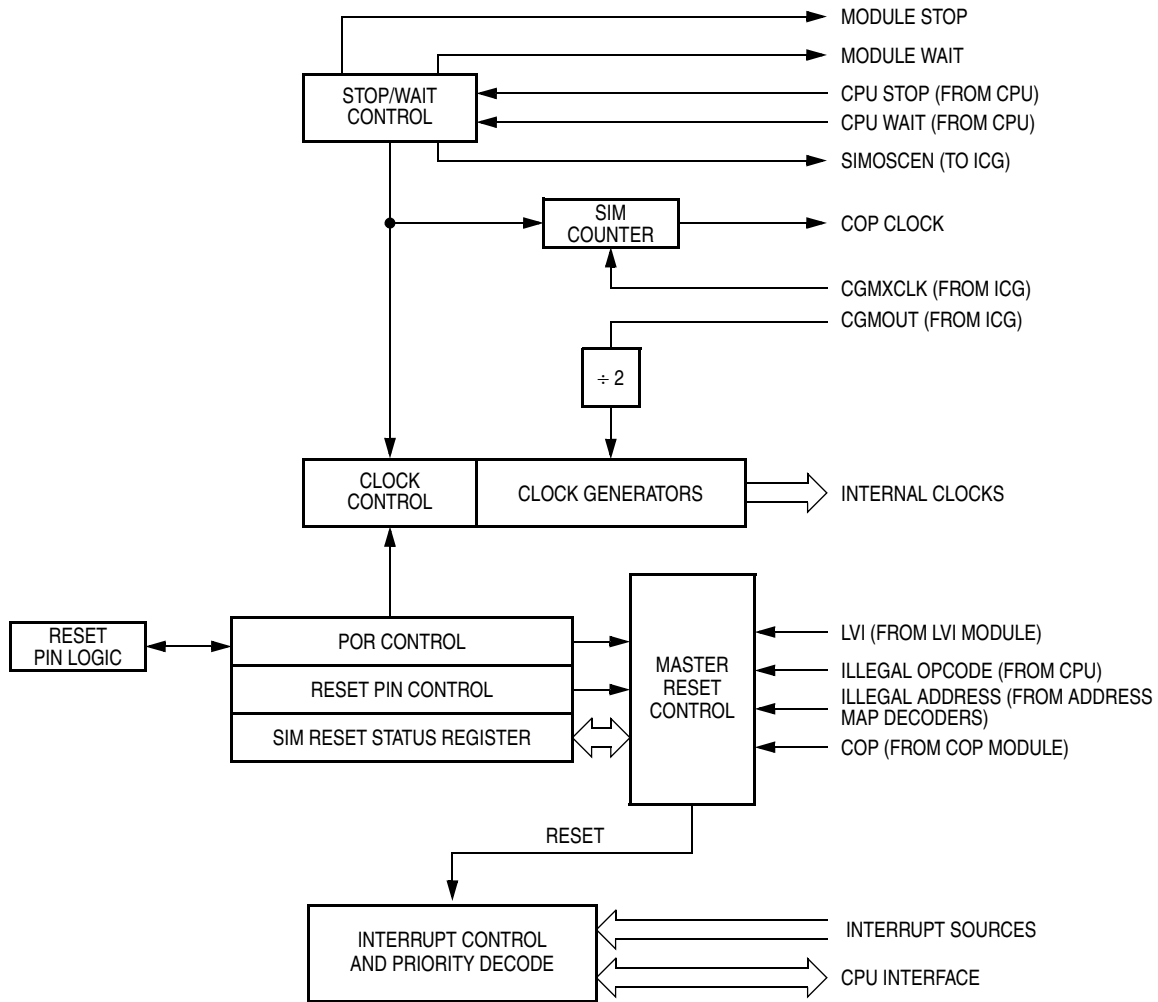 MODULE STOP
MODULE WAIT
STOP/WAIT
CONTROL
CPU STOP (FROM CPU)
CPU WAIT (FROM CPU)
SIMOSCEN (TO ICG)
SIM
COUNTER
COP CLOCK
CGMXCLK (FROM ICG)
CGMOUT (FROM ICG)
÷ 2
CLOCK
CONTROL
CLOCK GENERATORS
INTERNAL CLOCKS
RESET
PIN LOGIC
POR CONTROL
RESET PIN CONTROL
SIM RESET STATUS REGISTER
MASTER
RESET
CONTROL
LVI (FROM LVI MODULE)
ILLEGAL OPCODE (FROM CPU)
ILLEGAL ADDRESS (FROM ADDRESS
MAP DECODERS)
COP (FROM COP MODULE)
RESET
INTERRUPT CONTROL
AND PRIORITY DECODE
INTERRUPT SOURCES
CPU INTERFACE